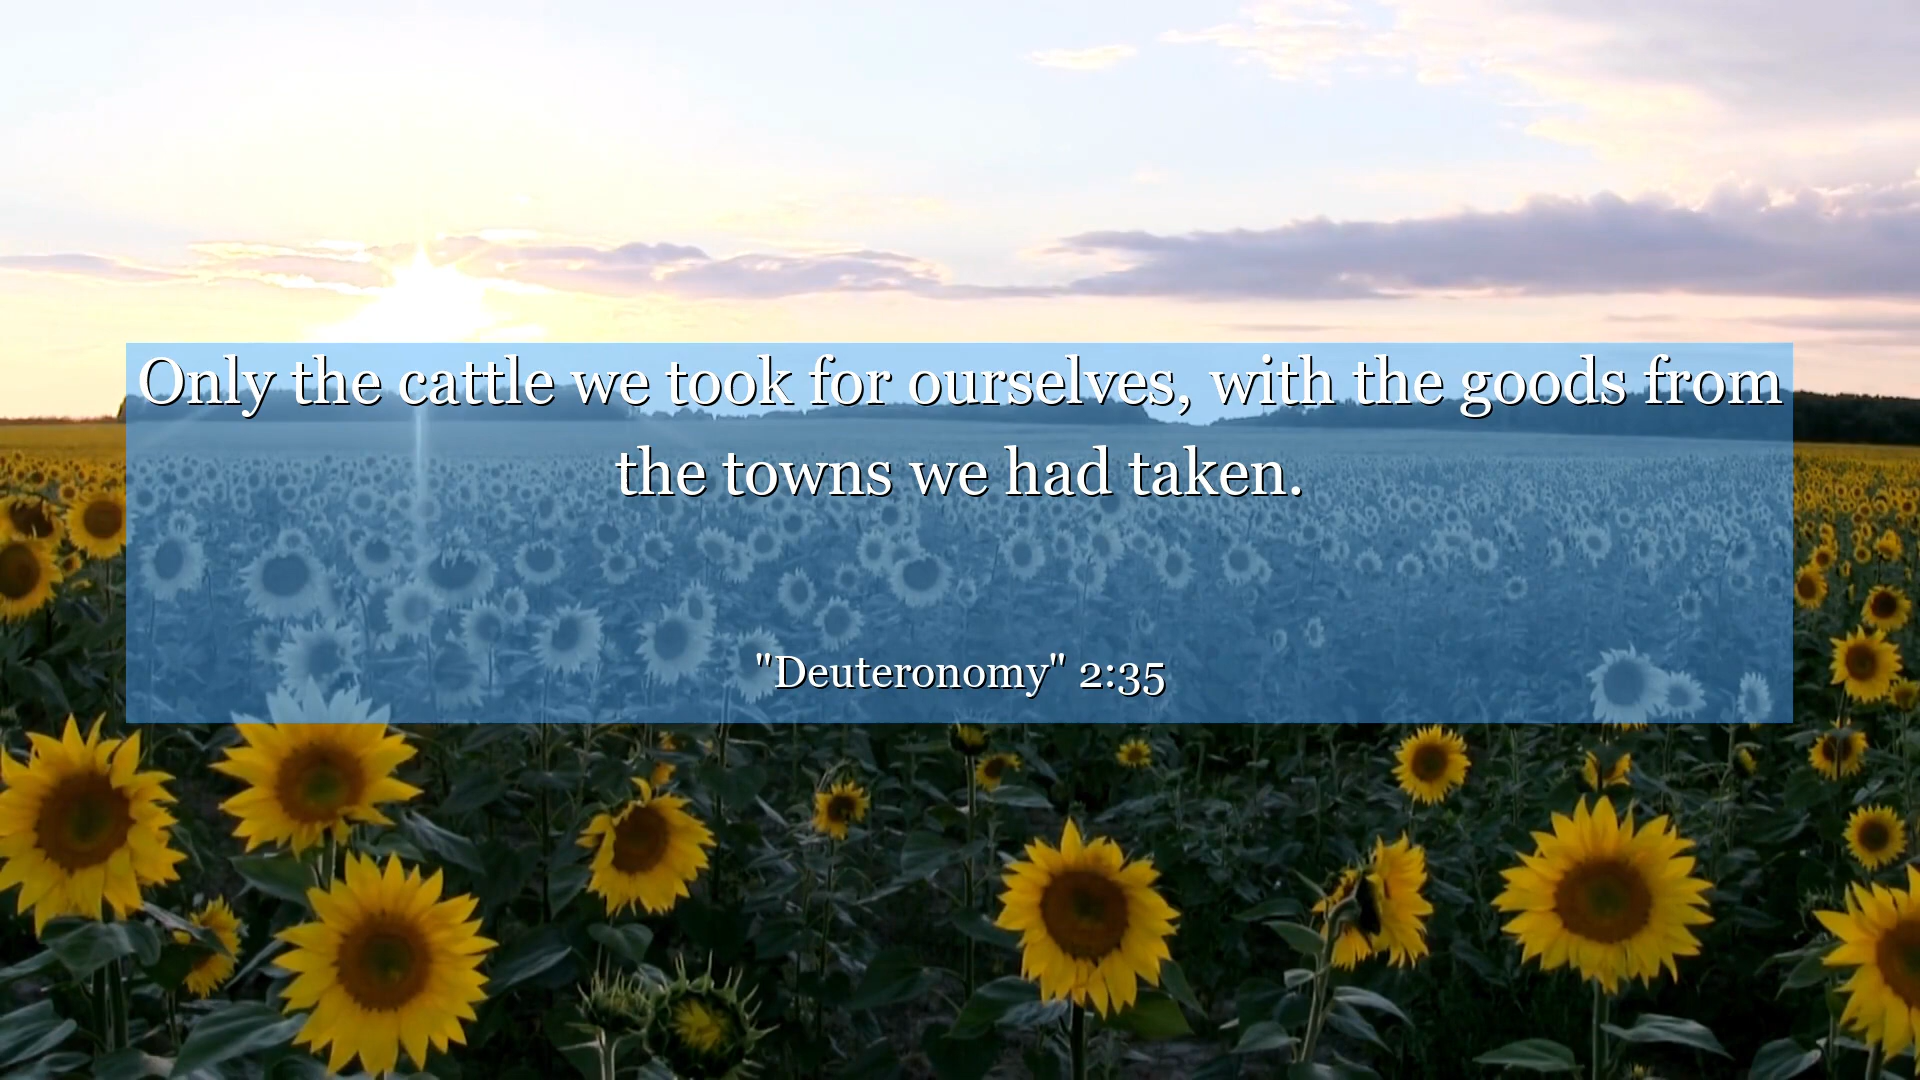 Only the cattle we took for ourselves, with the goods from
the towns we had taken.
"Deuteronomy" 2:35